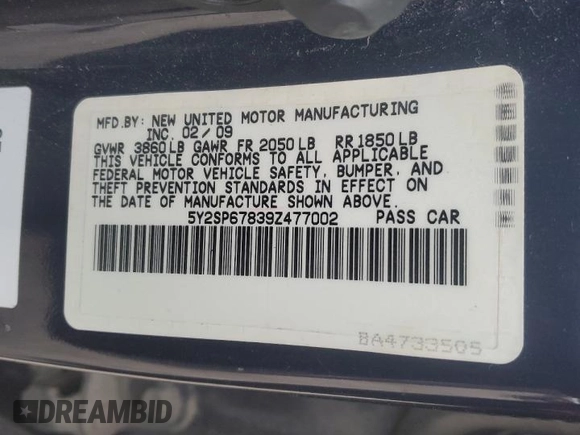 MFD.BY: NEW UNITED MOTOR MANUFACTURING
INC. 02/09
GVWR 3860LB GAWR FR 2050LB RR1850LB
THIS VEHICLE CONFORMS TO ALL APPLICABLE
FEDERAL MOTOR VEHICLE SAFETY, BUMPER, AND
THEFT PREVENTION STANDARDS IN EFFECT ON
THE DATE OF MANUFACTURE SHOWN ABOVE.
5Y2SP67839Z477002 PASS CAR
BA4733505
DREAMBID